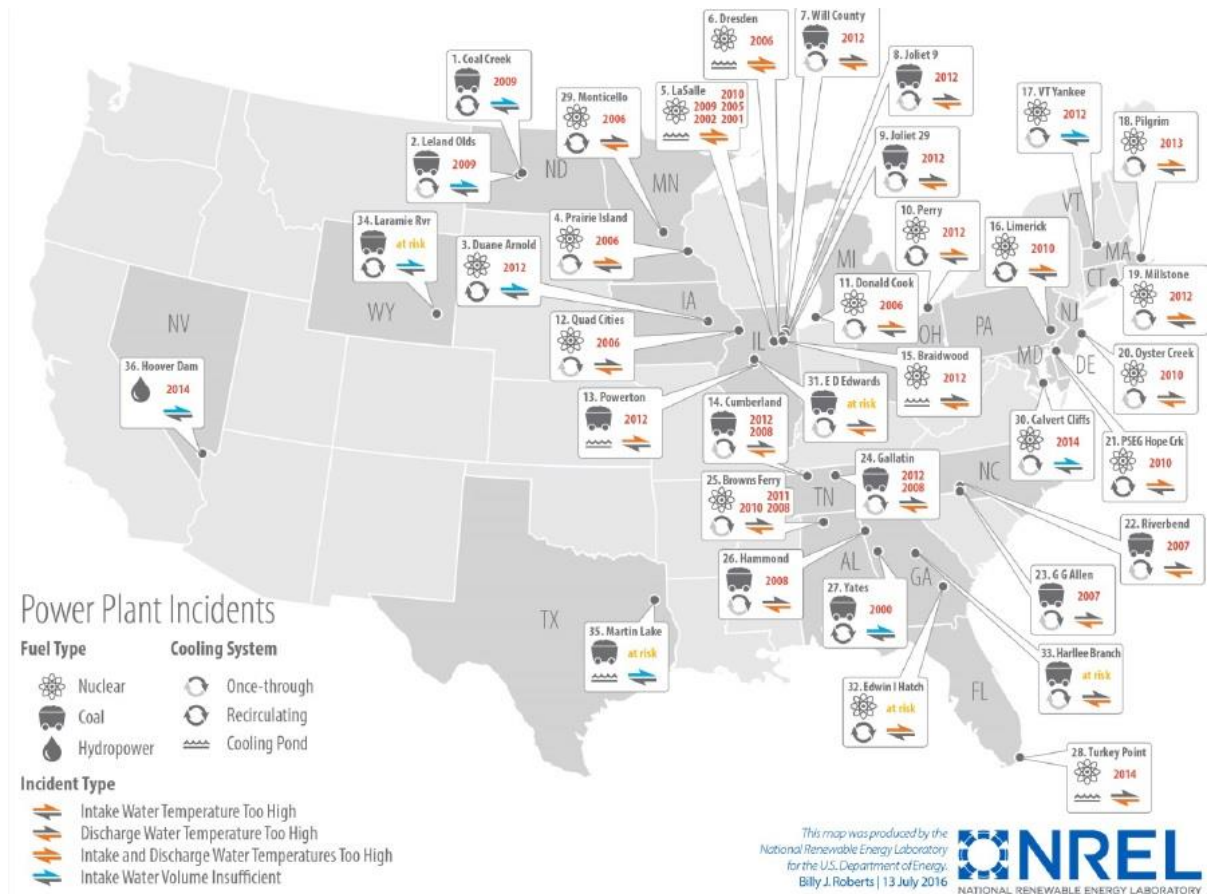 6. Dresden
2006
7. Will County
2012
8. Joliet 9
2012
1. Coal Creek
2009
29. Monticello
2006
5. LaSalle
2010
2009 2005
2002 2001
17. VT Yankee
2012
18. Pilgrim
2013
2. Leland Olds
2009
9. Joliet 29
2012
ND
MN
VT
MA
CT
34. Laramie Rvr
at risk
3. Duane Arnold
2012
4. Prairie Island
2006
10. Perry
2012
16. Limerick
2010
MI
11. Donald Cook
2006
19. Millstone
2012
NV
WY
IA
IL
OH
PA
NJ
MD
DE
12. Quad Cities
2006
36. Hoover Dam
2014
15. Braidwood
2012
20. Oyster Creek
2010
13. Powerton
2012
31. E D Edwards
at risk
14. Cumberland
2012
2008
30. Calvert Cliffs
2014
21. PSEG Hope Crk
2010
24. Gallatin
2012
2008
25. Browns Ferry
2011
2010 2008
TN
NC
22. Riverbend
2007
26. Hammond
2008
AL
GA
27. Yates
2000
23. G G Allen
2007
TX
35. Martin Lake
at risk
33. Harllee Branch
at risk
32. Edwin I Hatch
at risk
FL
28. Turkey Point
2014
Power Plant Incidents
Fuel Type
Nuclear
Coal
Hydropower
Cooling System
Once-through
Recirculating
Cooling Pond
Incident Type
Intake Water Temperature Too High
Discharge Water Temperature Too High
Intake and Discharge Water Temperatures Too High
Intake Water Volume Insufficient
This map was produced by the
National Renewable Energy Laboratory
for the U.S. Department of Energy.
Billy J. Roberts | 13 July 2016
NREL
NATIONAL RENEWABLE ENERGY LABORATORY